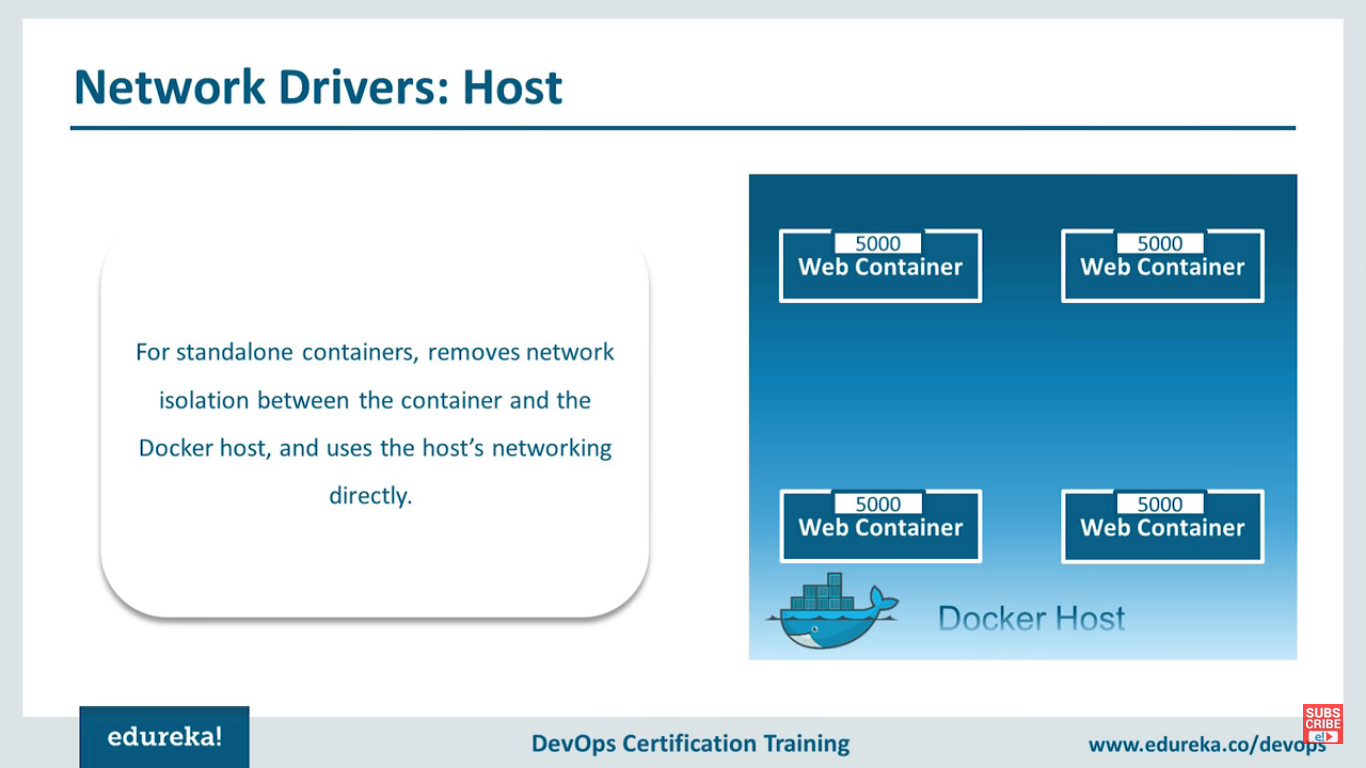 Network Drivers: Host
For standalone containers, removes network
isolation between the container and the
Docker host, and uses the host’s networking
directly.
5000
Web Container
5000
Web Container
5000
Web Container
5000
Web Container
Docker Host
edureka!
DevOps Certification Training
www.edureka.co/devops
SUBS
CRIBE
e!